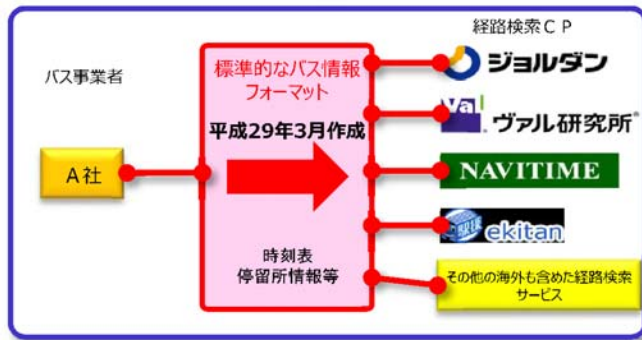 経路検索ＣＰ
バス事業者
A社
標準的なバス情報
フォーマット
平成29年3月作成
時刻表
停留所情報等
ジョルダン
Val
ヴァル研究所
NAVITIME
ekitan
その他の海外も含めた経路検索
サービス